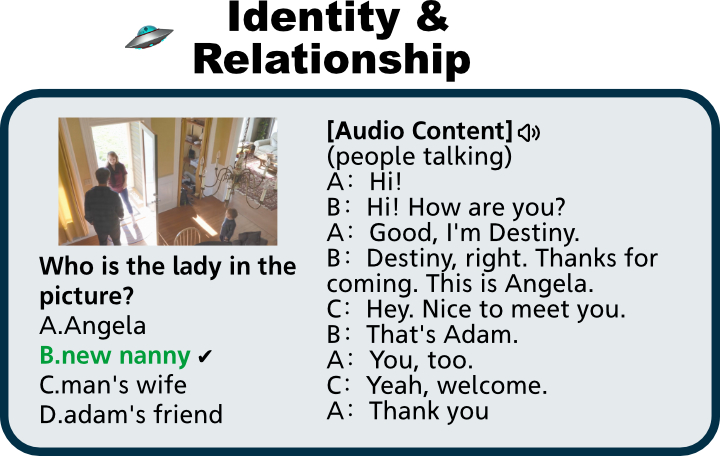 Identity &
Relationship
Who is the lady in the
picture?
A.Angela
B.new nanny ✔
C.man's wife
D.adam's friend
[Audio Content]
(people talking)
A: Hi!
B: Hi! How are you?
A: Good, I'm Destiny.
B: Destiny, right. Thanks for
coming. This is Angela.
C: Hey. Nice to meet you.
B: That's Adam.
A: You, too.
C: Yeah, welcome.
A: Thank you